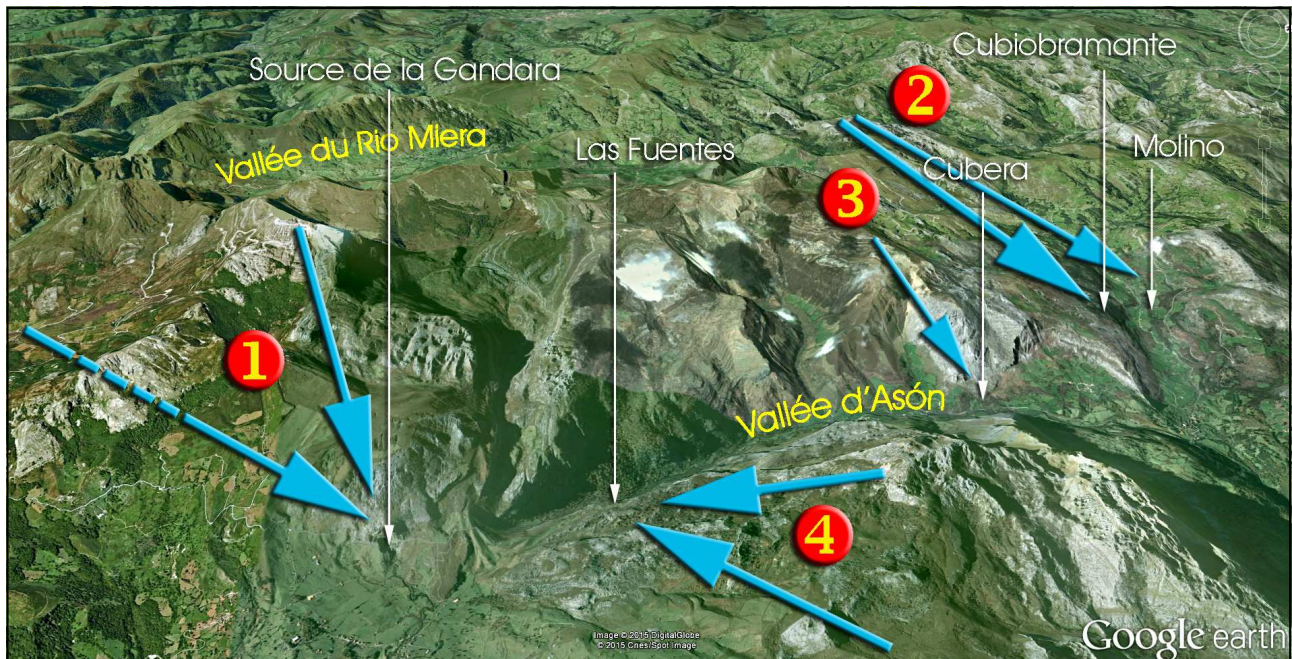 Cubiobramante
Source de la Gandara
2
Vallée du Rio Miera
Las Fuentes
Molino
Cubera
3
1
Vallée d'Asón
4
Image © 2015 DigitalGlobe
© 2015 Cnes/Spot Image
Google earth